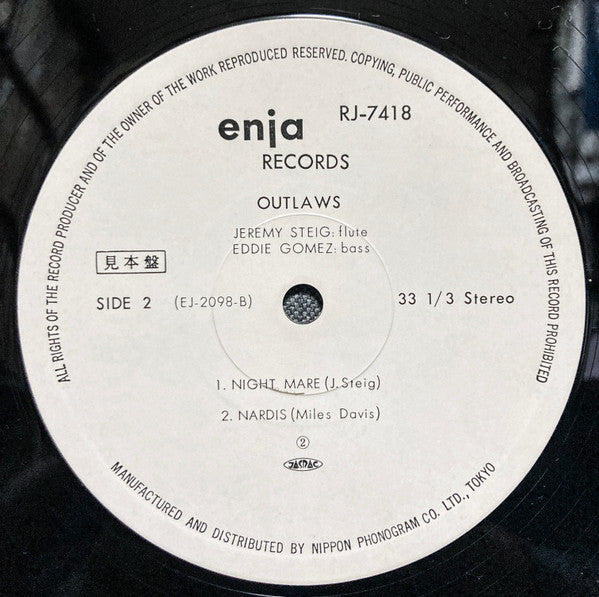 ALL RIGHTS OF THE RECORD PRODUCER AND OF THE OWNER OF THE WORK REPRODUCED RESERVED. COPYING, PUBLIC PERFORMANCE AND BROADCASTING OF THIS RECORD PROHIBITED
enja RJ-7418
RECORDS
OUTLAWS
JEREMY STEIG: flute
EDDIE GOMEZ: bass
見本盤
SIDE 2 (EJ-2098-B) 33 1/3 Stereo
1. NIGHT MARE (J. Steig)
2. NARDIS (Miles Davis)
②
JASRAC
MANUFACTURED AND DISTRIBUTED BY NIPPON PHONOGRAM CO. LTD., TOKYO